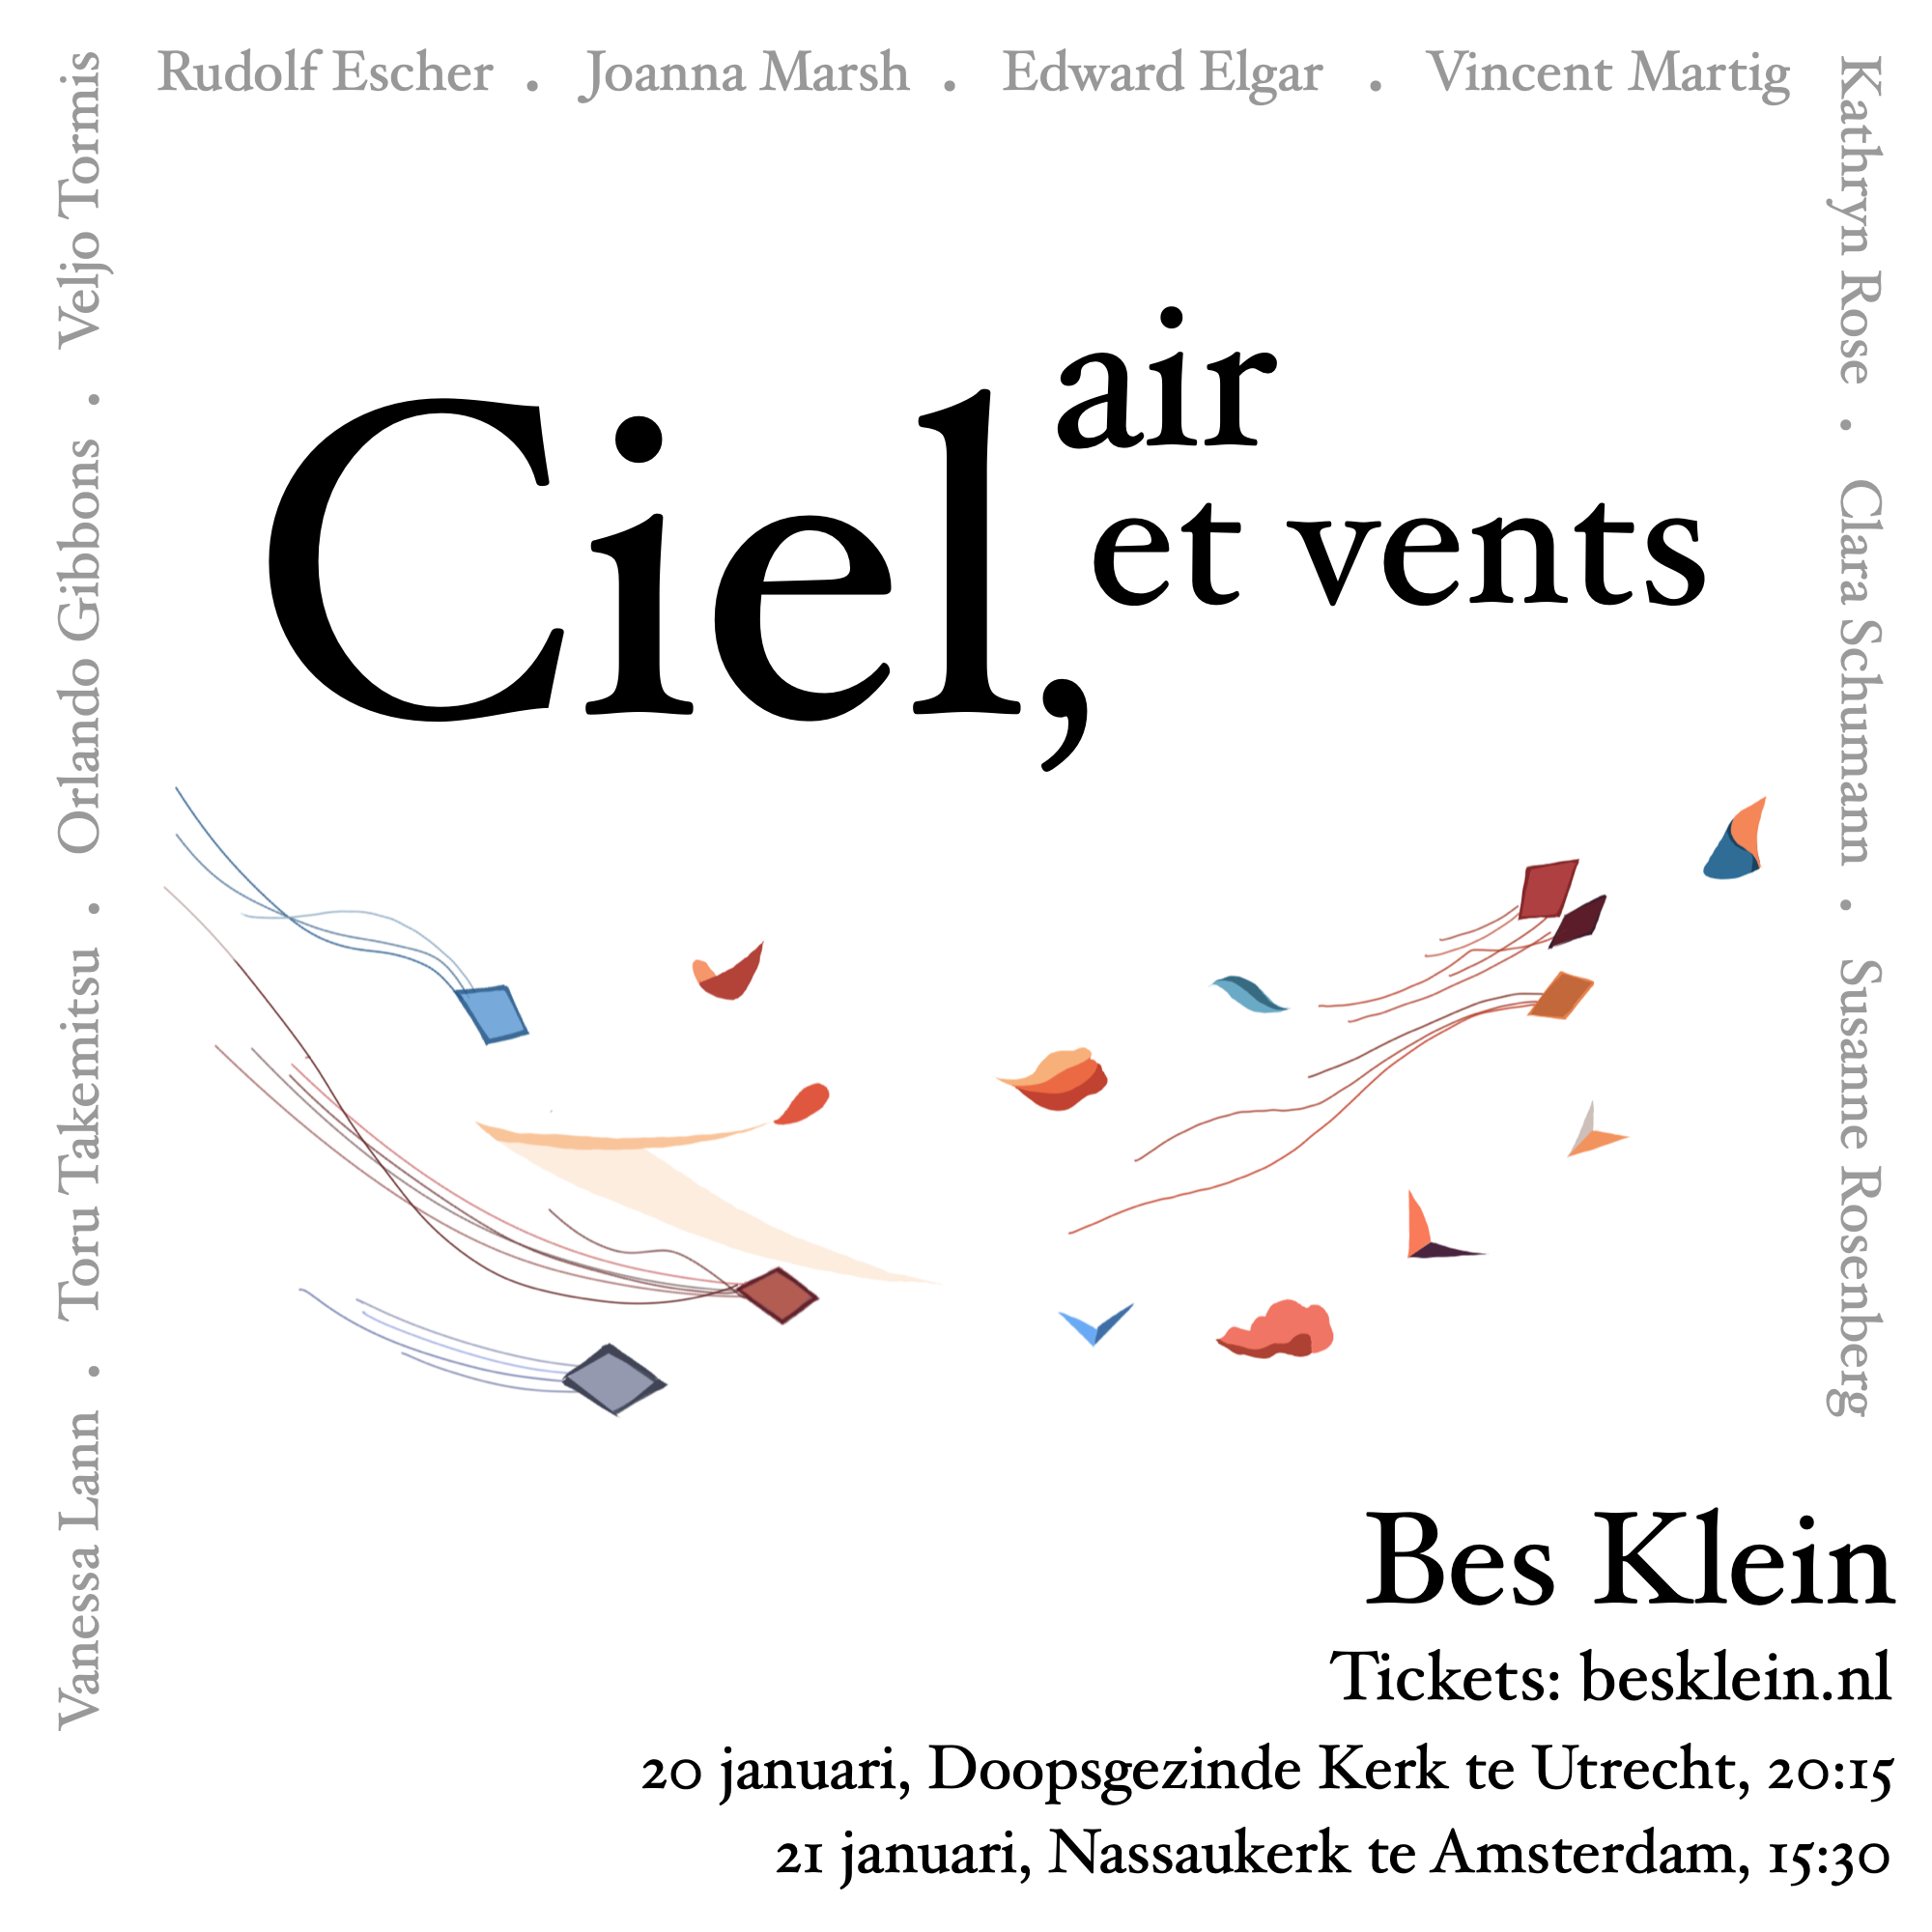 Rudolf Escher . Joanna Marsh . Edward Elgar . Vincent Martig
Kathryn Rose . Clara Schumann . Susanne Rosenberg
Vanessa Lann . Toru Takemitsu . Orlando Gibbons . Veljo Tormis
Ciel,
air
et vents
Bes Klein
Tickets: besklein.nl
20 januari, Doopsgezinde Kerk te Utrecht, 20:15
21 januari, Nassaukerk te Amsterdam, 15:30